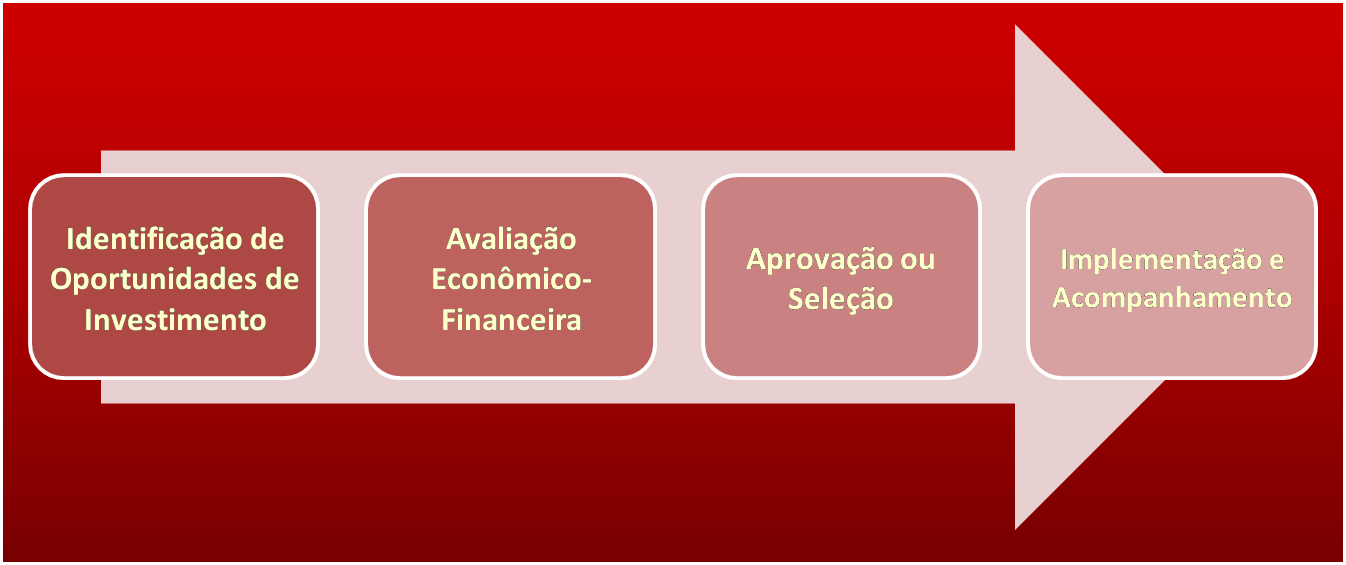 Identificação de
Oportunidades de
Investimento
Avaliação
Econômico-
Financeira
Aprovação ou
Seleção
Implementação e
Acompanhamento